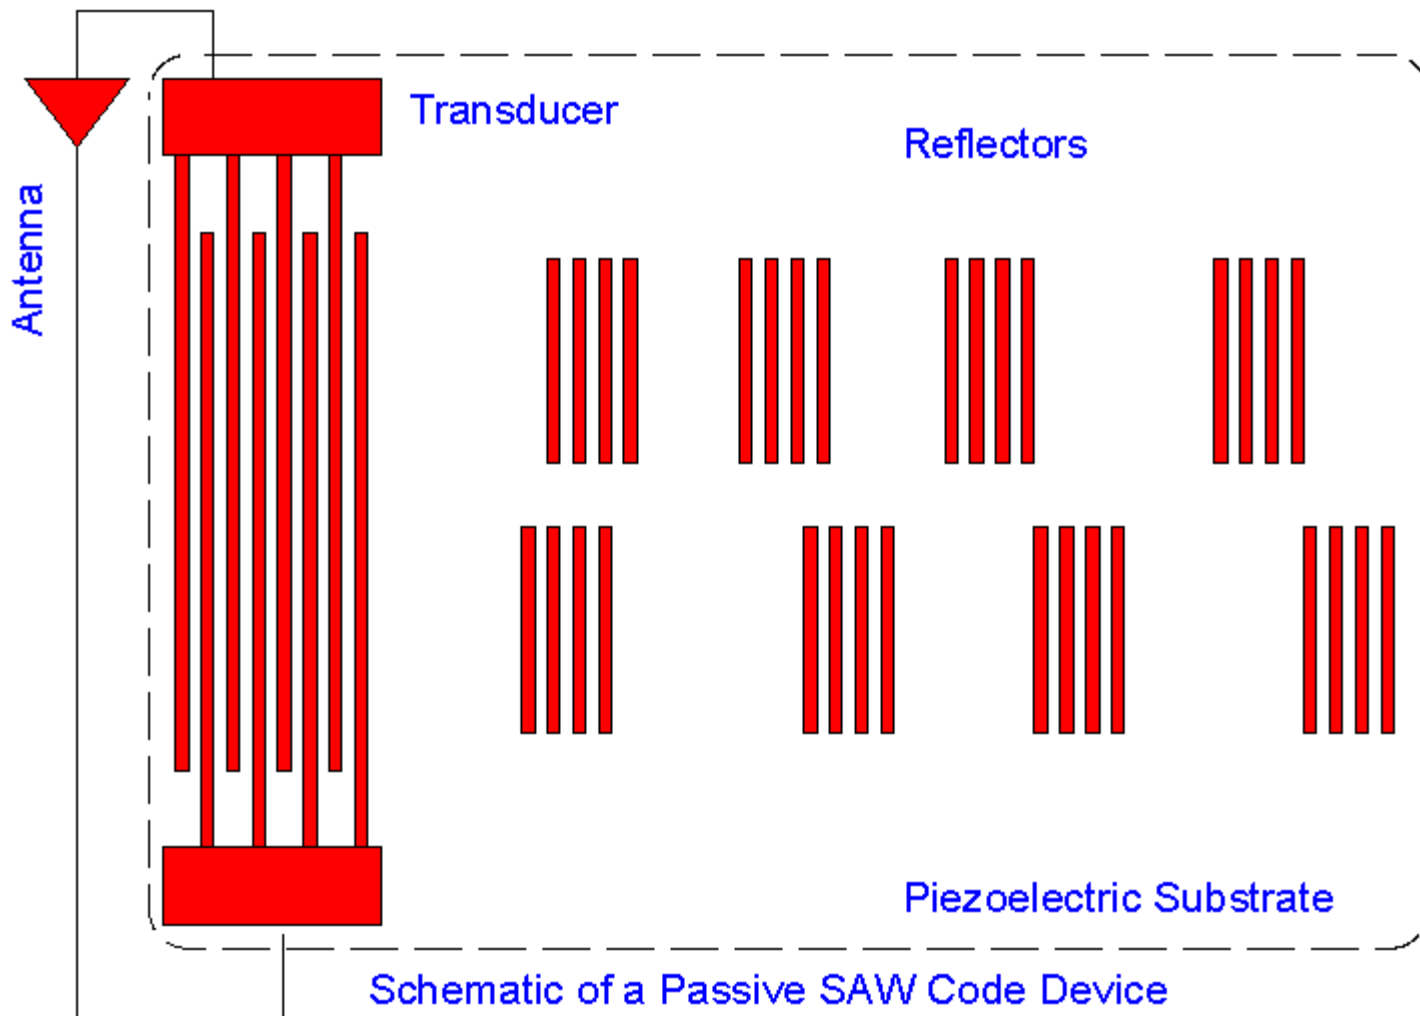 Transducer
Reflectors
Antenna
Piezoelectric Substrate
Schematic of a Passive SAW Code Device